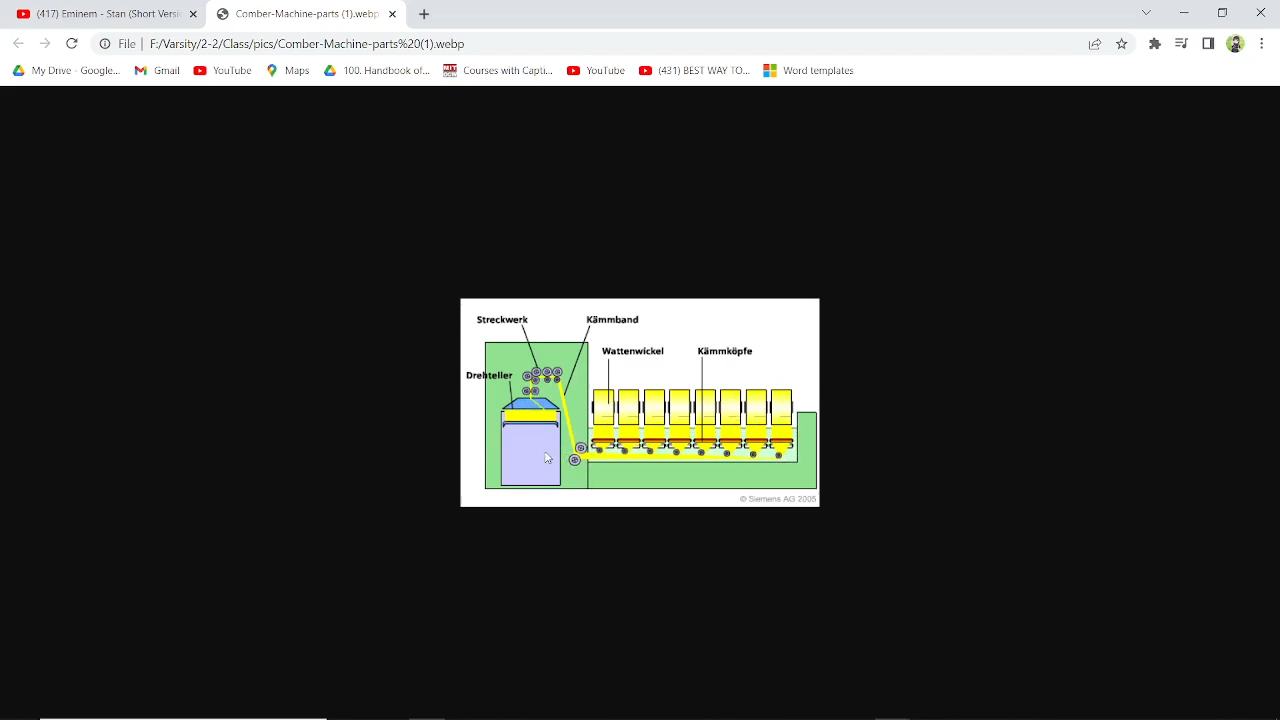 (417) Eminem - Stan (Short Versi
Comber-Machine-parts (1).webp
File
F:/Varsity/2-2/Class/pics/Comber-Machine-parts%20(1).webp
My Drive - Google...
Gmail
YouTube
Maps
100. Handbook of...
Courses with Capti...
YouTube
(431) BEST WAY TO...
Word templates
Streckwerk
Kämmband
Wattenwickel
Kämmköpfe
Drehteller
© Siemens AG 2005